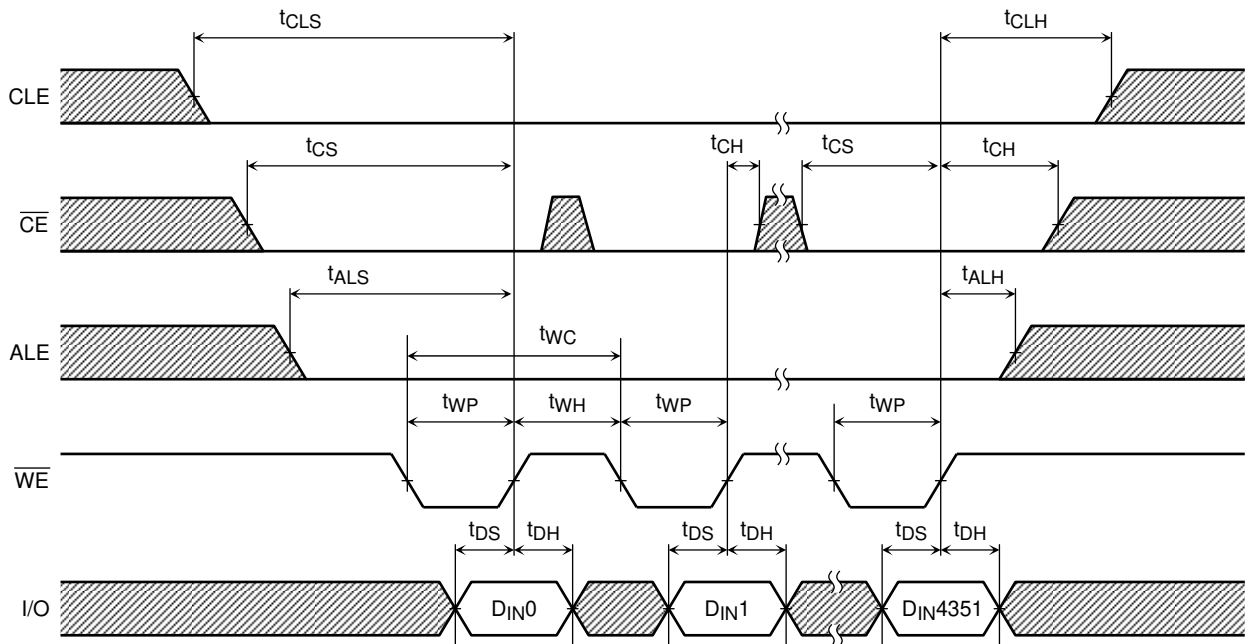 tCLS
tCLH
CLE
tCS
tCH
tCS
tCH
CE
tALS
tALH
ALE
tWC
tWP
tWH
tWP
tWP
WE
tDS
tDH
tDS
tDH
tDS
tDH
I/O
DIN0
DIN1
DIN4351